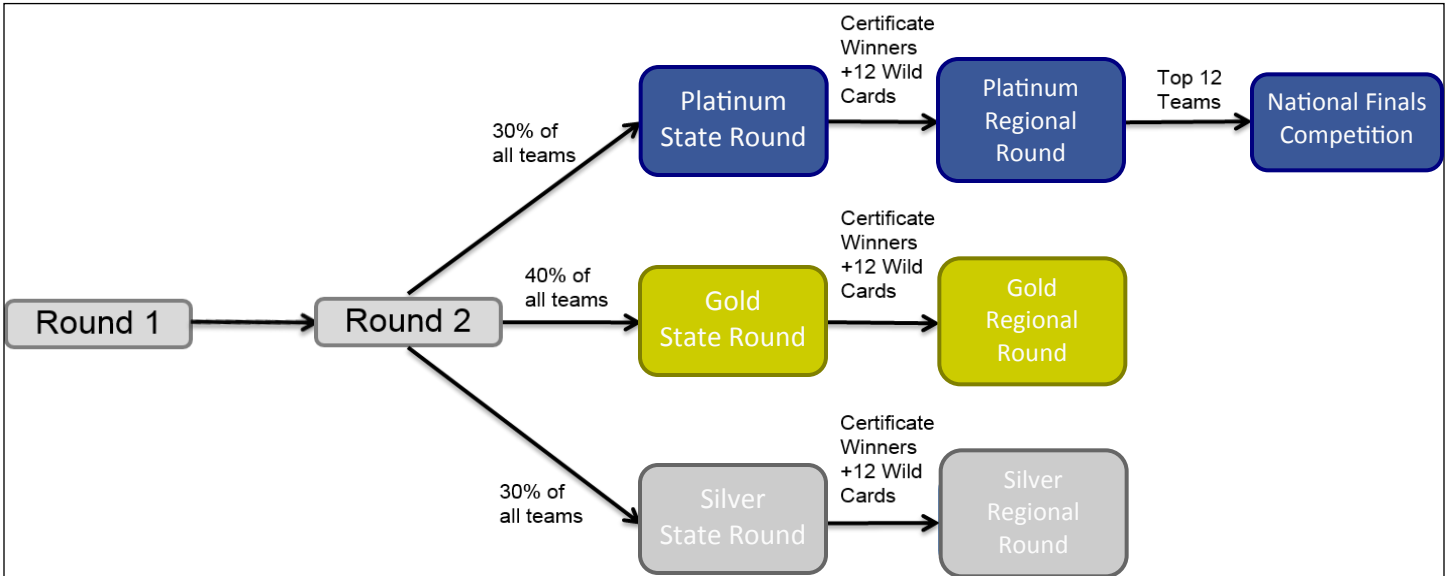 Round 1
Round 2
30% of
all teams
Platinum
State Round
Certificate
Winners
+12 Wild
Cards
Platinum
Regional
Round
Top 12
Teams
National Finals
Competition
40% of
all teams
Gold
State Round
Certificate
Winners
+12 Wild
Cards
Gold
Regional
Round
30% of
all teams
Silver
State Round
Certificate
Winners
+12 Wild
Cards
Silver
Regional
Round